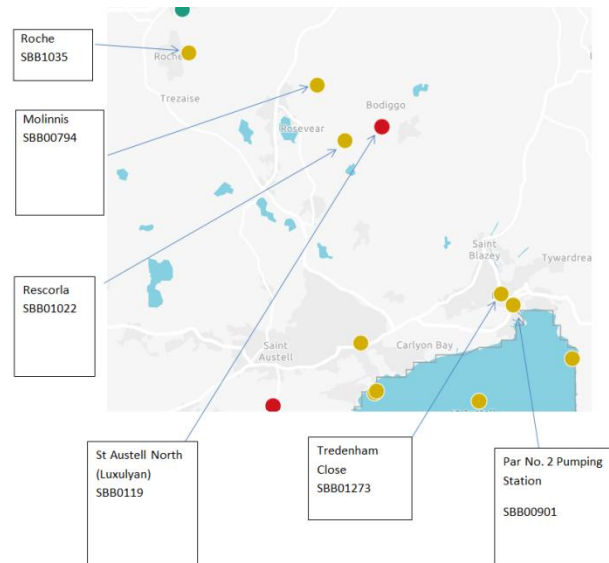 Roche
SBB1035
Roche
Trezaise
Molinnis
SBB00794
Bodiggo
Rosevear
Rescorla
SBB01022
Saint
Blazey
Tywardrea
Saint
Austell
Carlyon Bay
St Austell North
(Luxulyan)
SBB0119
Tredenham
Close
SBB01273
Par No. 2 Pumping
Station
SBB00901